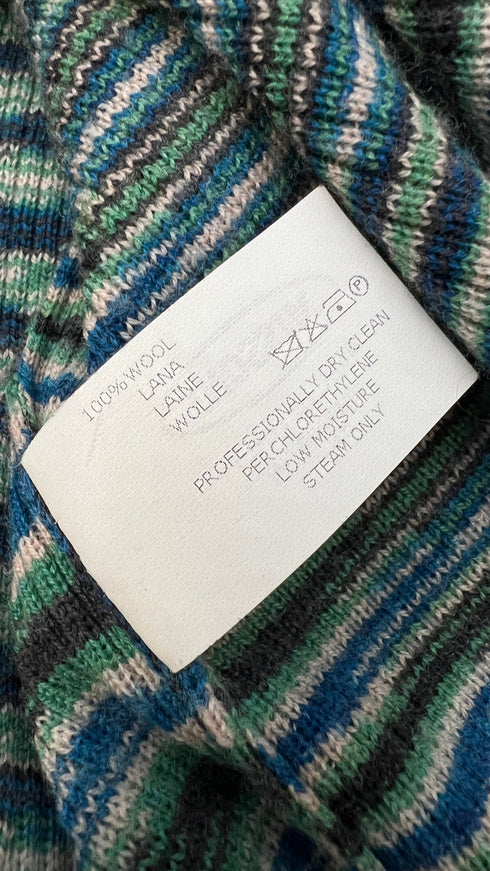 100% WOOL
LANA
LAINE
WOLLE
P
PROFESSIONALLY DRY CLEAN
PERCHLORETHYLENE
LOW MOISTURE
STEAM ONLY